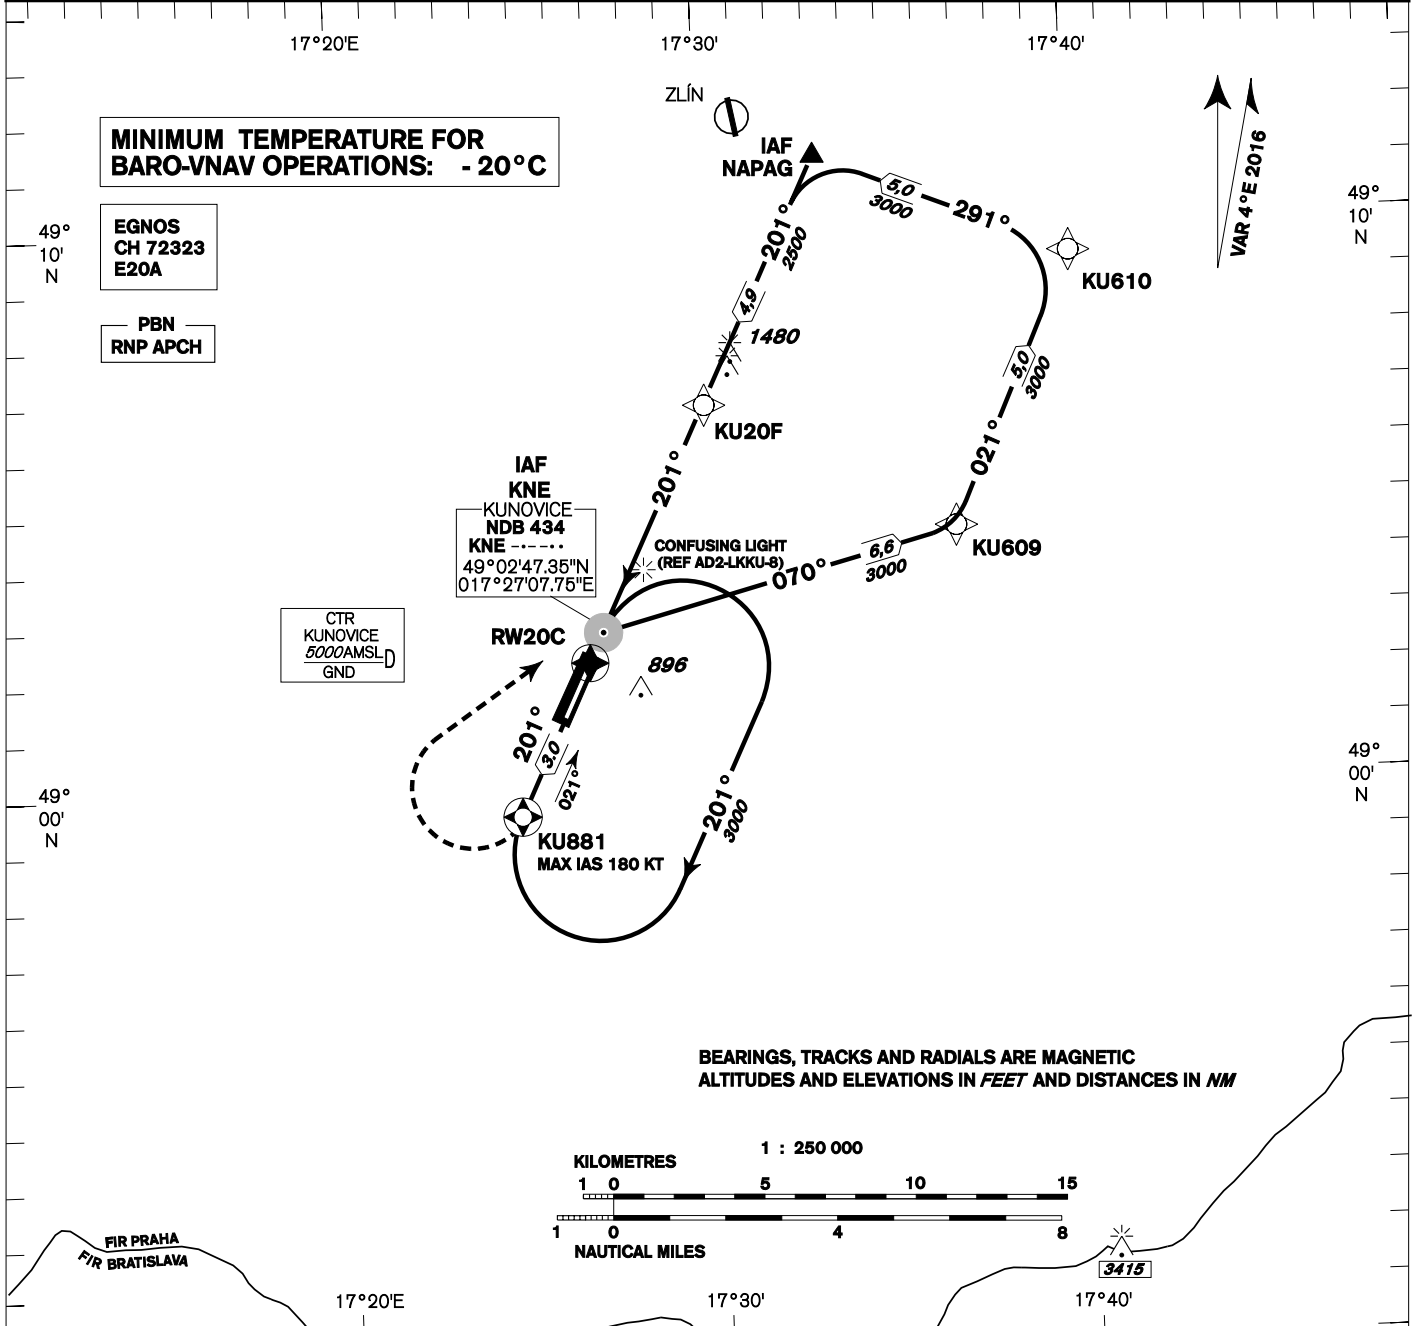 17°20'E
17°30'
17°40'
ZLÍN
MINIMUM TEMPERATURE FOR
BARO-VNAV OPERATIONS: - 20°C
IAF
NAPAG
VAR 4°E 2016
5,0
3000
291°
201°
2500
49°
10'
N
EGNOS
CH 72323
E20A
49°
10'
N
KU610
4,9
PBN
RNP APCH
1480
5,0
3000
KU20F
021°
201°
IAF
KNE
KUNOVICE
NDB 434
KNE -·- -· ·
49°02'47.35"N
017°27'07.75"E
CONFUSING LIGHT
(REF AD2-LKKU-8)
KU609
6,6
3000
070°
CTR
KUNOVICE
5000AMSL
GND
D
RW20C
896
201°
3.0
021°
201°
3000
49°
00'
N
49°
00'
N
KU881
MAX IAS 180 KT
BEARINGS, TRACKS AND RADIALS ARE MAGNETIC
ALTITUDES AND ELEVATIONS IN FEET AND DISTANCES IN NM
1 : 250 000
KILOMETRES
1 0 5 10 15
1 0 4 8
NAUTICAL MILES
FIR PRAHA
FIR BRATISLAVA
3415
17°20'E
17°30'
17°40'